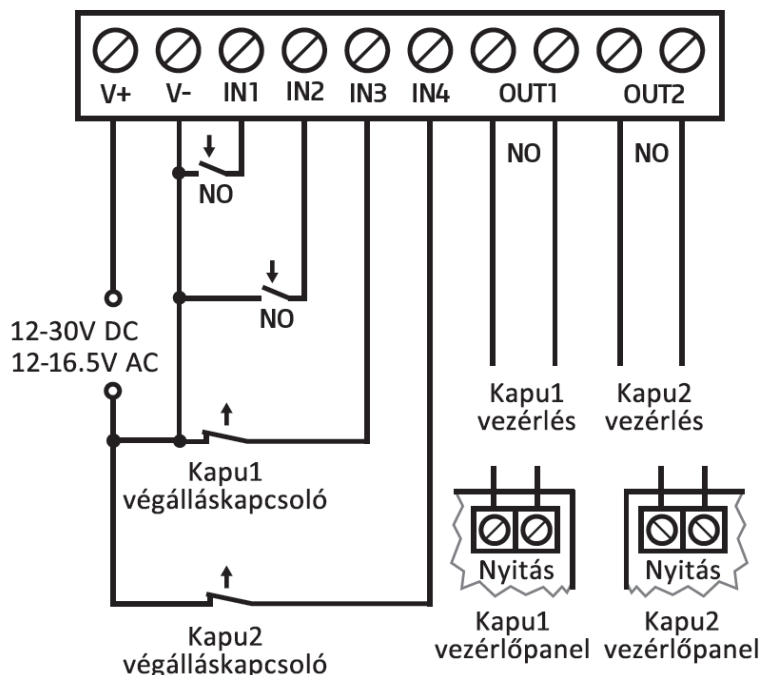 V+ V- IN1 IN2 IN3 IN4 OUT1 OUT2
NO NO
NO
NO
12-30V DC
12-16.5V AC
Kapu1
vezérlés
Kapu2
vezérlés
Kapu1
végálláskapcsoló
Nyitás
Nyitás
Kapu1
vezérlőpanel
Kapu2
vezérlőpanel
Kapu2
végálláskapcsoló